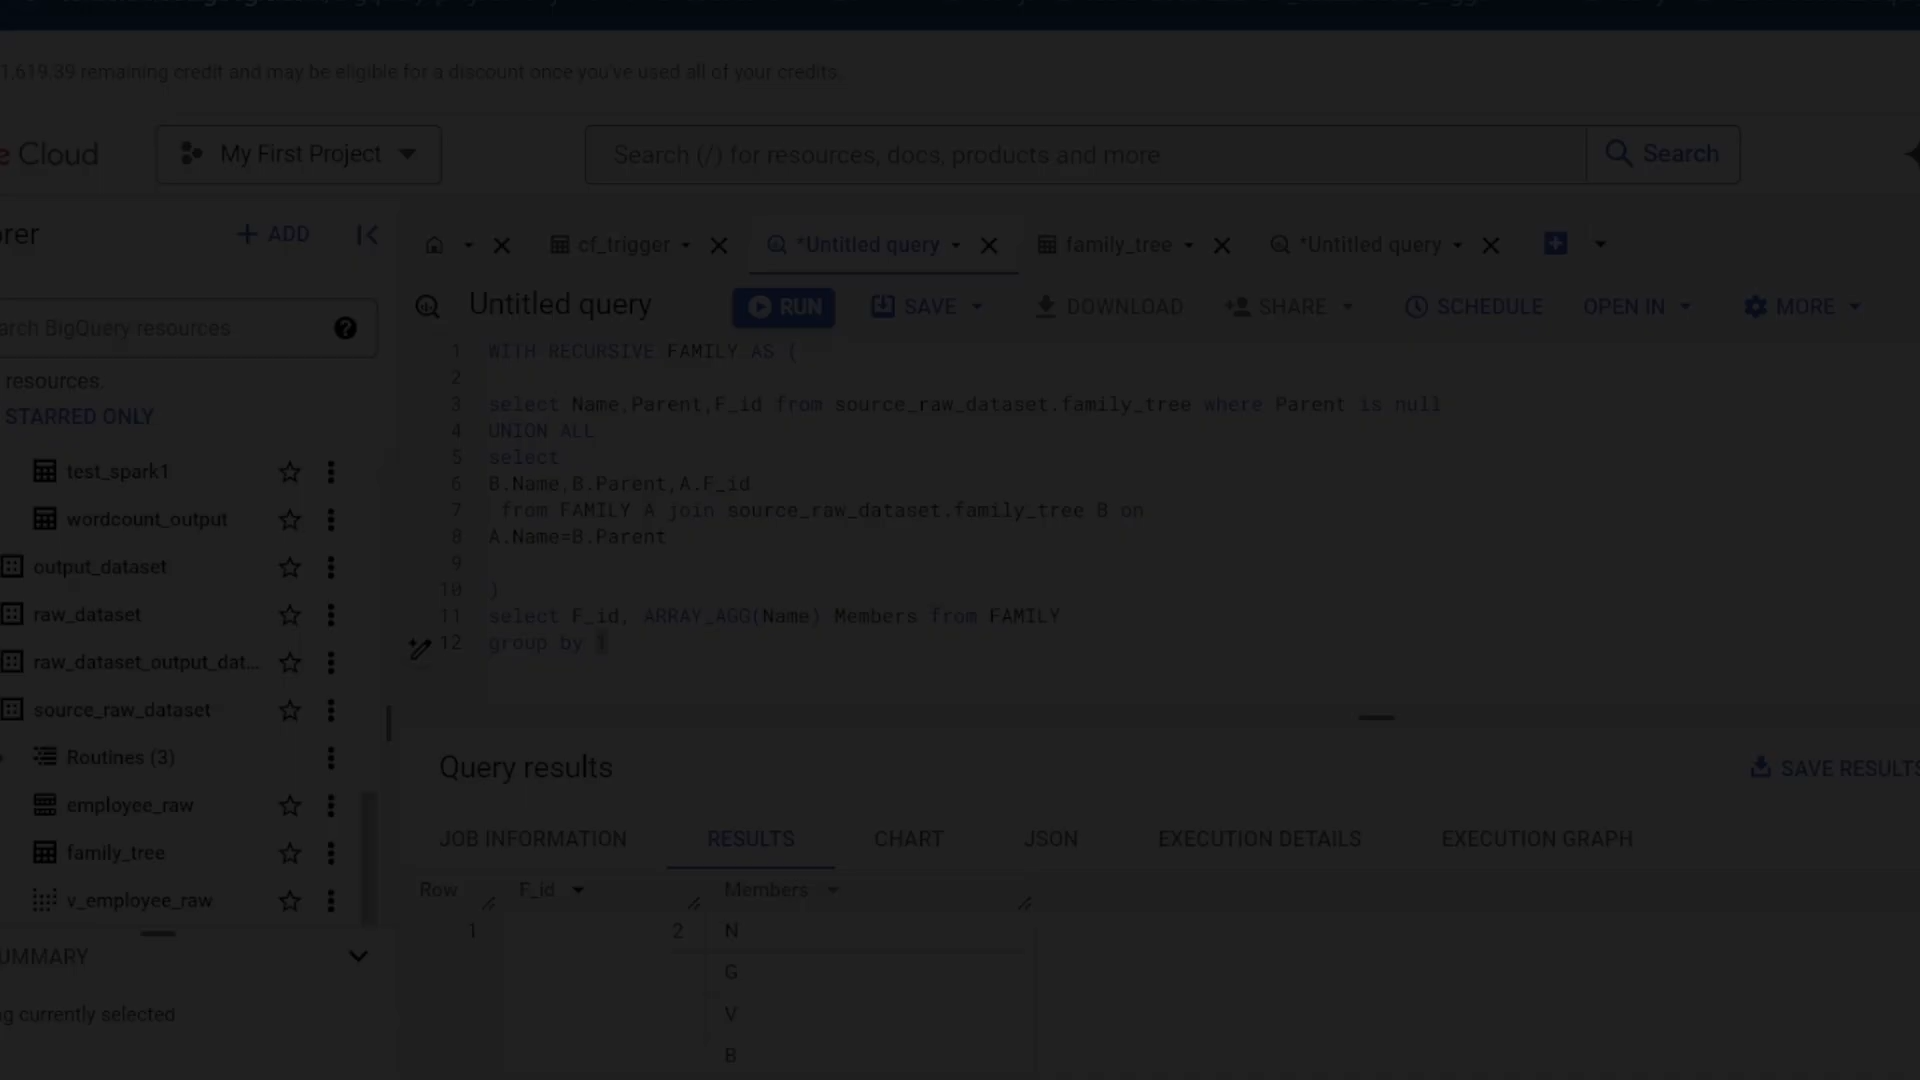 1,619.39 remaining credit and may be eligible for a discount once you've used all of your credits.
Cloud
My First Project
Search (/) for resources, docs, products and more
Search
ADD
cf_trigger
*Untitled query
family_tree
*Untitled query
Untitled query
RUN
SAVE
DOWNLOAD
SHARE
SCHEDULE
OPEN IN
MORE
arch BigQuery resources
resources.
STARRED ONLY
test_spark1
wordcount_output
output_dataset
raw_dataset
raw_dataset_output_dat...
source_raw_dataset
Routines (3)
employee_raw
family_tree
v_employee_raw
UMMARY
g currently selected
1 WITH RECURSIVE FAMILY AS (
2
3 select Name,Parent,F_id from source_raw_dataset.family_tree where Parent is null
4 UNION ALL
5 select
6 B.Name,B.Parent,A.F_id
7 from FAMILY A join source_raw_dataset.family_tree B on
8 A.Name=B.Parent
9
10 )
11 select F_id, ARRAY_AGG(Name) Members from FAMILY
12 group by 1
Query results
SAVE RESULTS
JOB INFORMATION
RESULTS
CHART
JSON
EXECUTION DETAILS
EXECUTION GRAPH
Row F_id Members
1 2 N
G
V
B